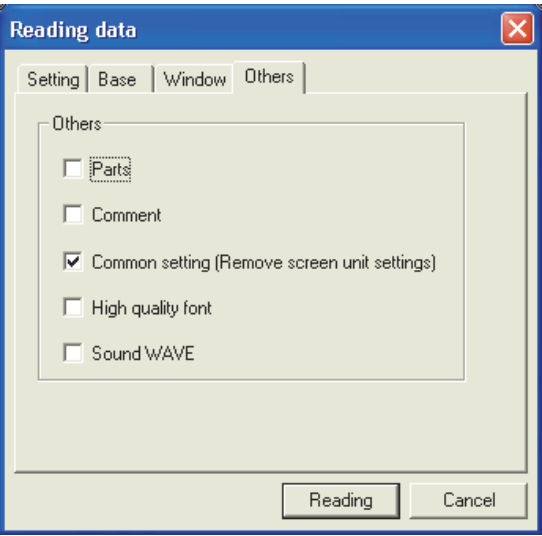 Reading data
Setting Base Window Others
Others
Parts
Comment
Common setting (Remove screen unit settings)
High quality font
Sound WAVE
Reading Cancel